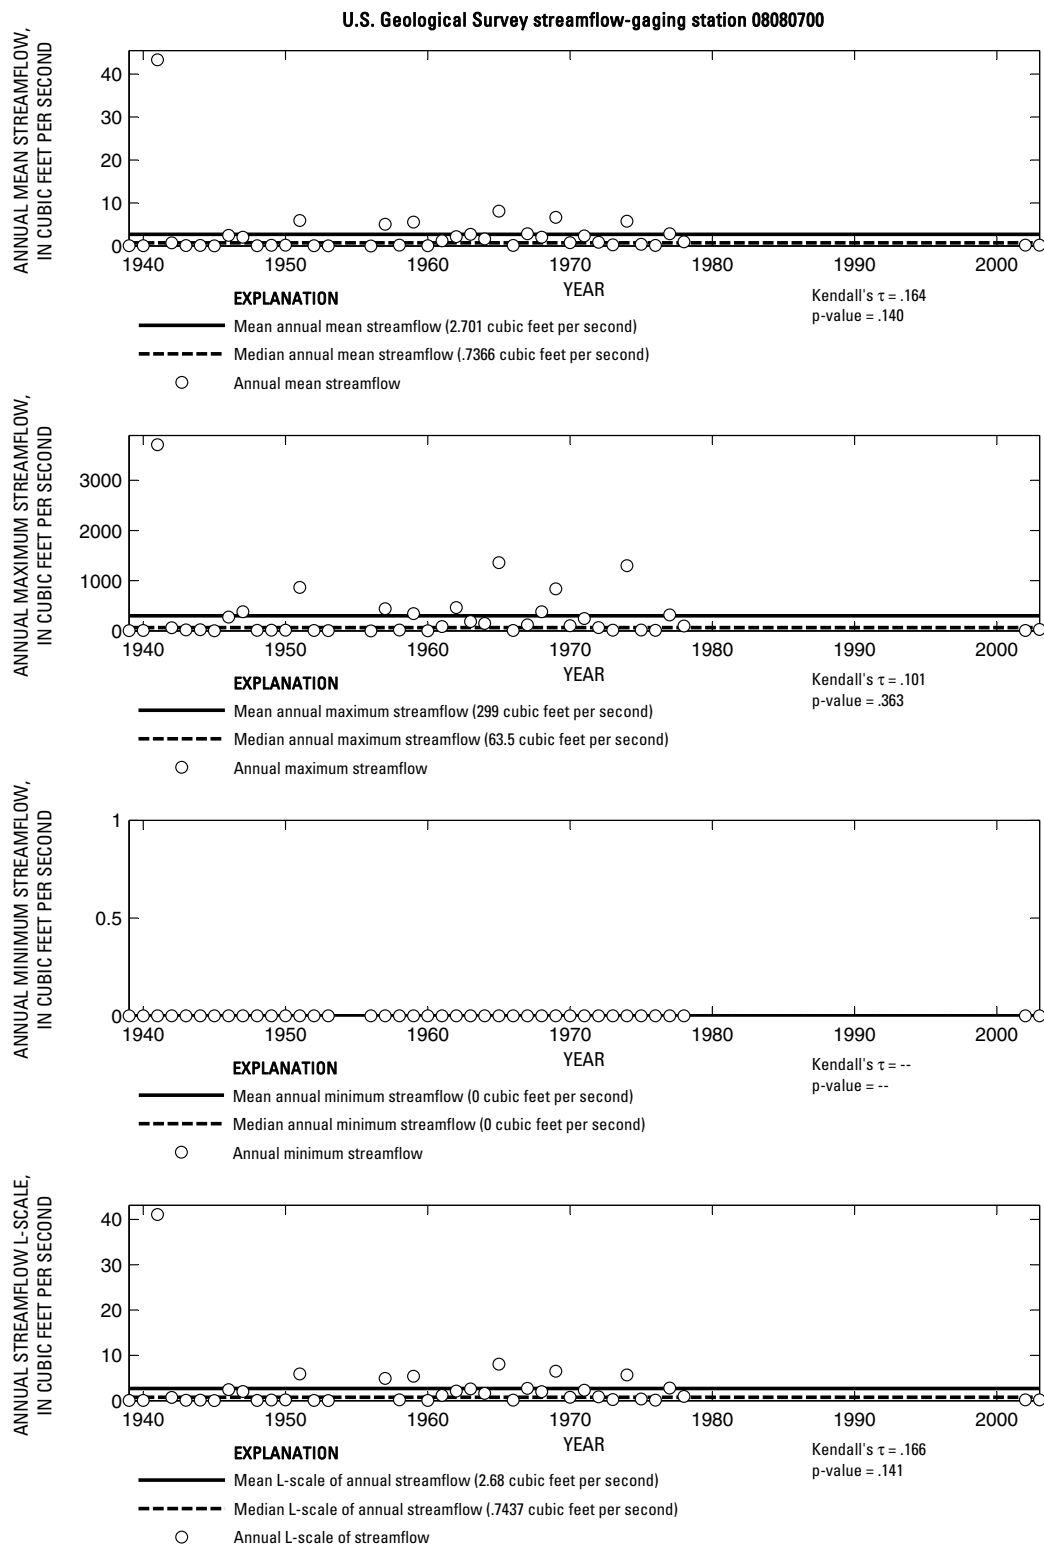 U.S. Geological Survey streamflow-gaging station 08080700
ANNUAL MEAN STREAMFLOW,
IN CUBIC FEET PER SECOND
40
30
20
10
0
1940 1950 1960 1970 1980 1990 2000
YEAR
Kendall's τ = .164
p-value = .140
EXPLANATION
Mean annual mean streamflow (2.701 cubic feet per second)
Median annual mean streamflow (.7366 cubic feet per second)
Annual mean streamflow
ANNUAL MAXIMUM STREAMFLOW,
IN CUBIC FEET PER SECOND
3000
2000
1000
0
1940 1950 1960 1970 1980 1990 2000
YEAR
Kendall's τ = .101
p-value = .363
EXPLANATION
Mean annual maximum streamflow (299 cubic feet per second)
Median annual maximum streamflow (63.5 cubic feet per second)
Annual maximum streamflow
ANNUAL MINIMUM STREAMFLOW,
IN CUBIC FEET PER SECOND
1
0.5
0
1940 1950 1960 1970 1980 1990 2000
YEAR
Kendall's τ = --
p-value = --
EXPLANATION
Mean annual minimum streamflow (0 cubic feet per second)
Median annual minimum streamflow (0 cubic feet per second)
Annual minimum streamflow
ANNUAL STREAMFLOW L-SCALE,
IN CUBIC FEET PER SECOND
40
30
20
10
0
1940 1950 1960 1970 1980 1990 2000
YEAR
Kendall's τ = .166
p-value = .141
EXPLANATION
Mean L-scale of annual streamflow (2.68 cubic feet per second)
Median L-scale of annual streamflow (.7437 cubic feet per second)
Annual L-scale of streamflow